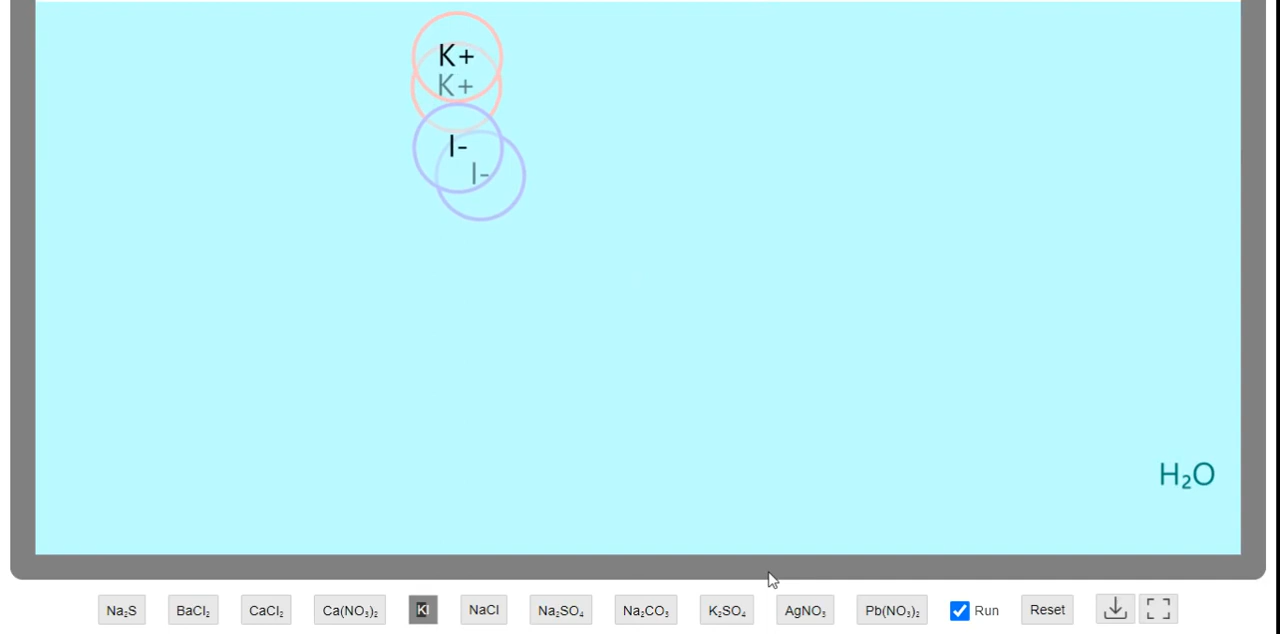 K+
K+
I-
I-
H₂O
Na₂S BaCl₂ CaCl₂ Ca(NO₃)₂ KI NaCl Na₂SO₄ Na₂CO₃ K₂SO₄ AgNO₃ Pb(NO₃)₂ Run Reset